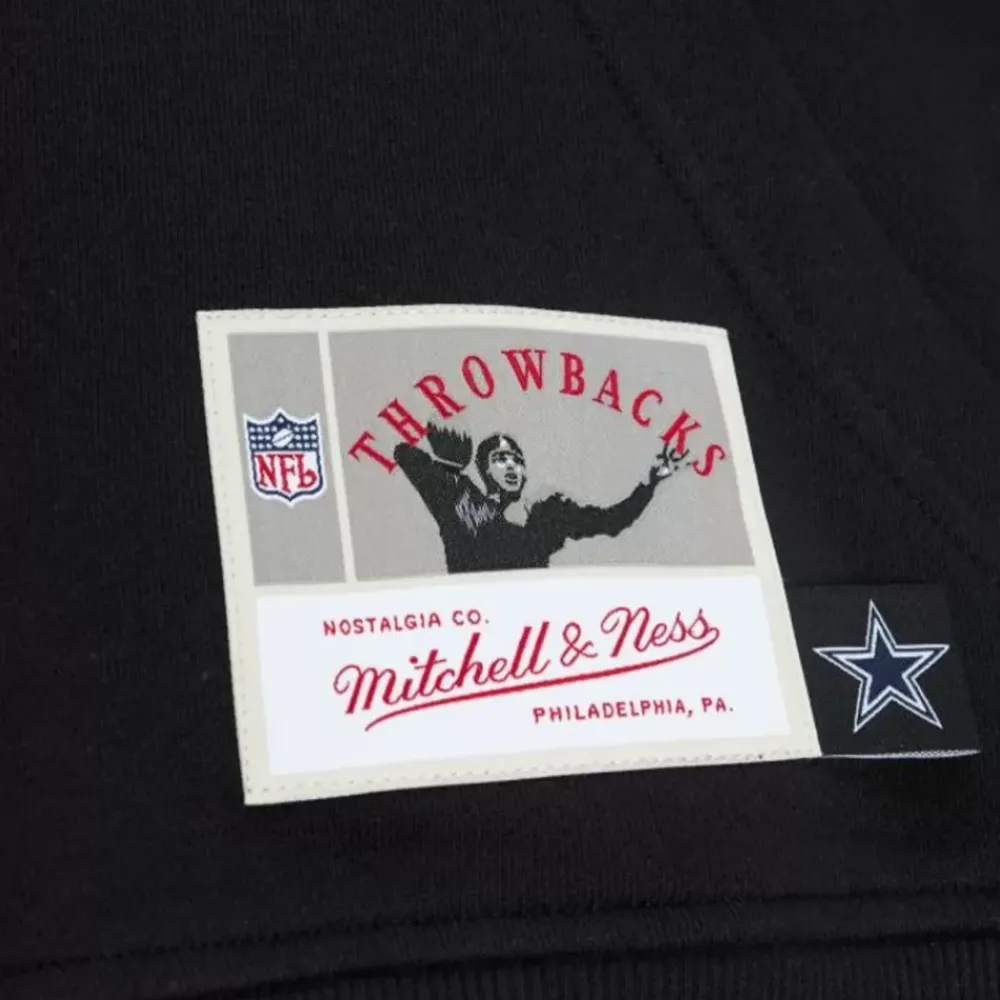 THROWBACKS
NFL
NOSTALGIA CO.
Mitchell & Ness
PHILADELPHIA, PA.